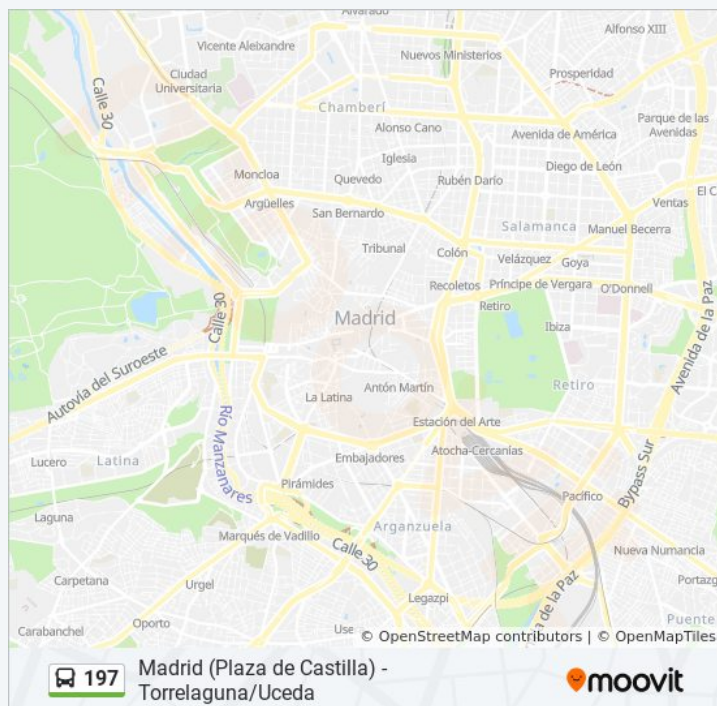 Alvarado
Alfonso XIII
Vicente Aleixandre
Nuevos Ministerios
Calle 30
Ciudad
Universitaria
Prosperidad
Chamberí
Parque de las
Avenidas
Alonso Cano
Avenida de América
Iglesia
Diego de León
Moncloa
Quevedo
Rubén Darío
El C
Argüelles
Ventas
San Bernardo
Salamanca
Manuel Becerra
Tribunal
Colón
Velázquez
Goya
Recoletos
Príncipe de Vergara
O'Donnell
Calle 30
Retiro
Madrid
Ibiza
Avenida de la Paz
Autovía del Suroeste
Antón Martín
Retiro
La Latina
Estación del Arte
Río Manzanares
Lucero
Latina
Embajadores
Atocha-Cercanías
Bypass Sur
Pirámides
Pacífico
Laguna
Arganzuela
Marqués de Vadillo
Calle 30
Nueva Numancia
Carpetana
Urgel
Portazg
Legazpi
a de la Paz
Oporto
Puente
Carabanchel
Use
© OpenStreetMap contributors | © OpenMapTiles
197
Madrid (Plaza de Castilla) -
Torrelaguna/Uceda
moovit